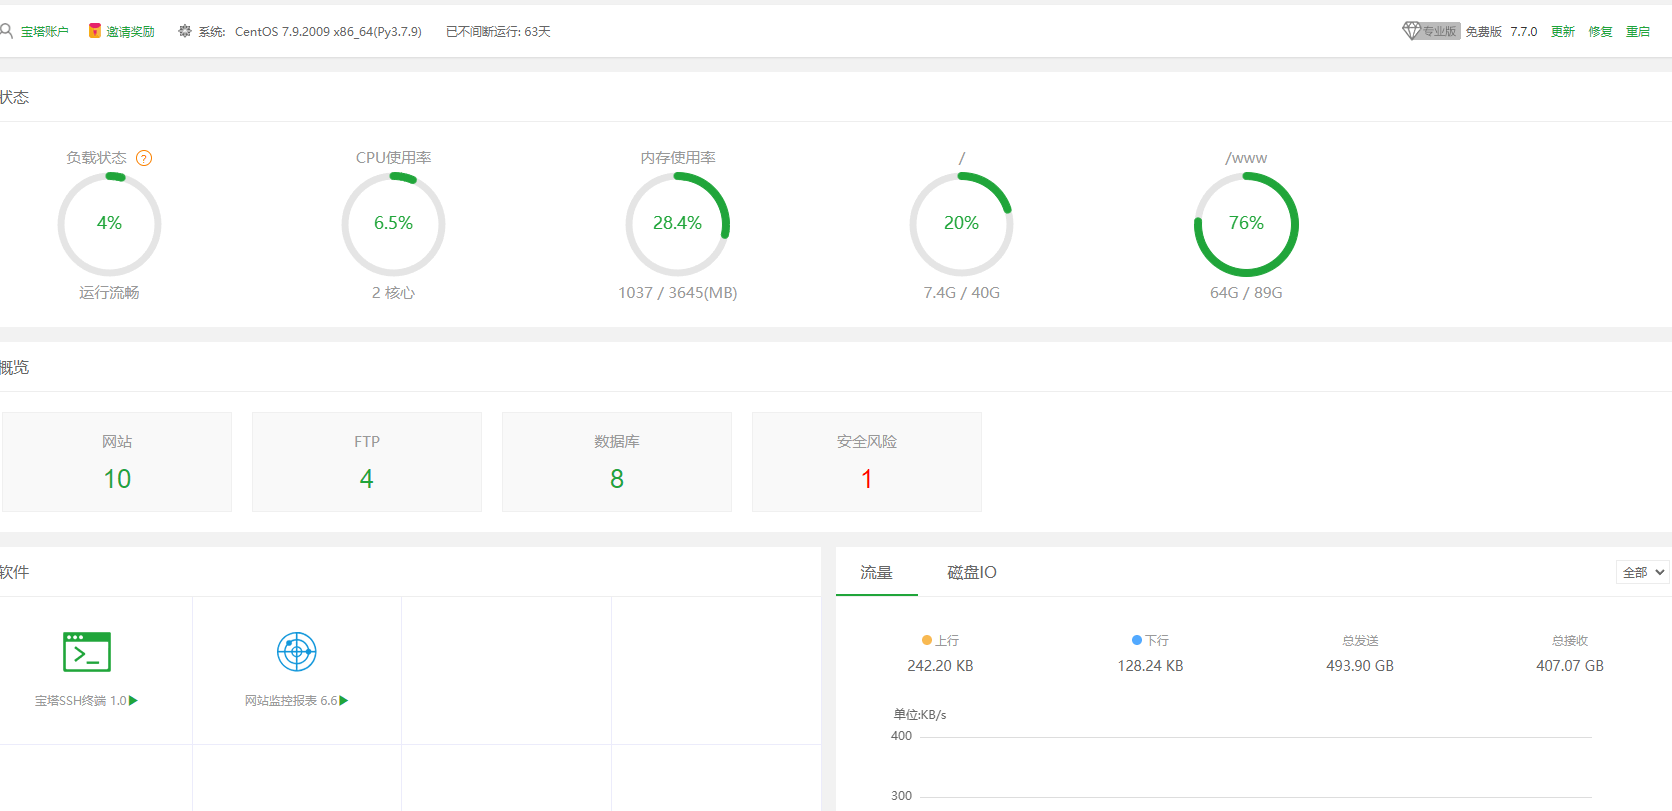 宝塔账户 邀请奖励 系统: CentOS 7.9.2009 x86_64(Py3.7.9) 已不间断运行: 63天 专业版 免费版 7.7.0 更新 修复 重启
状态
负载状态 ? CPU使用率 内存使用率 / /www
4% 6.5% 28.4% 20% 76%
运行流畅 2 核心 1037 / 3645(MB) 7.4G / 40G 64G / 89G
概览
网站 FTP 数据库 安全风险
10 4 8 1
软件 流量 磁盘IO 全部
上行 下行 总发送 总接收
242.20 KB 128.24 KB 493.90 GB 407.07 GB
宝塔SSH终端 1.0 网站监控报表 6.6
单位:KB/s
400
300